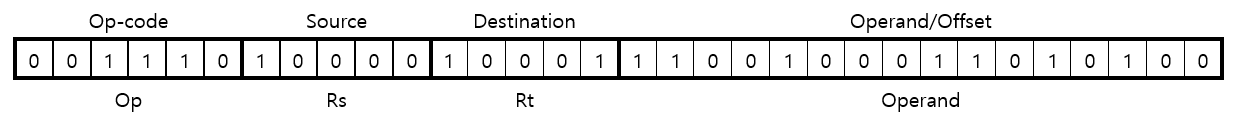 Op-code Source Destination Operand/Offset
0 0 1 1 1 0 1 0 0 0 0 1 0 0 0 1 1 1 0 0 1 0 0 0 1 1 0 1 0 1 0 0
Op Rs Rt Operand